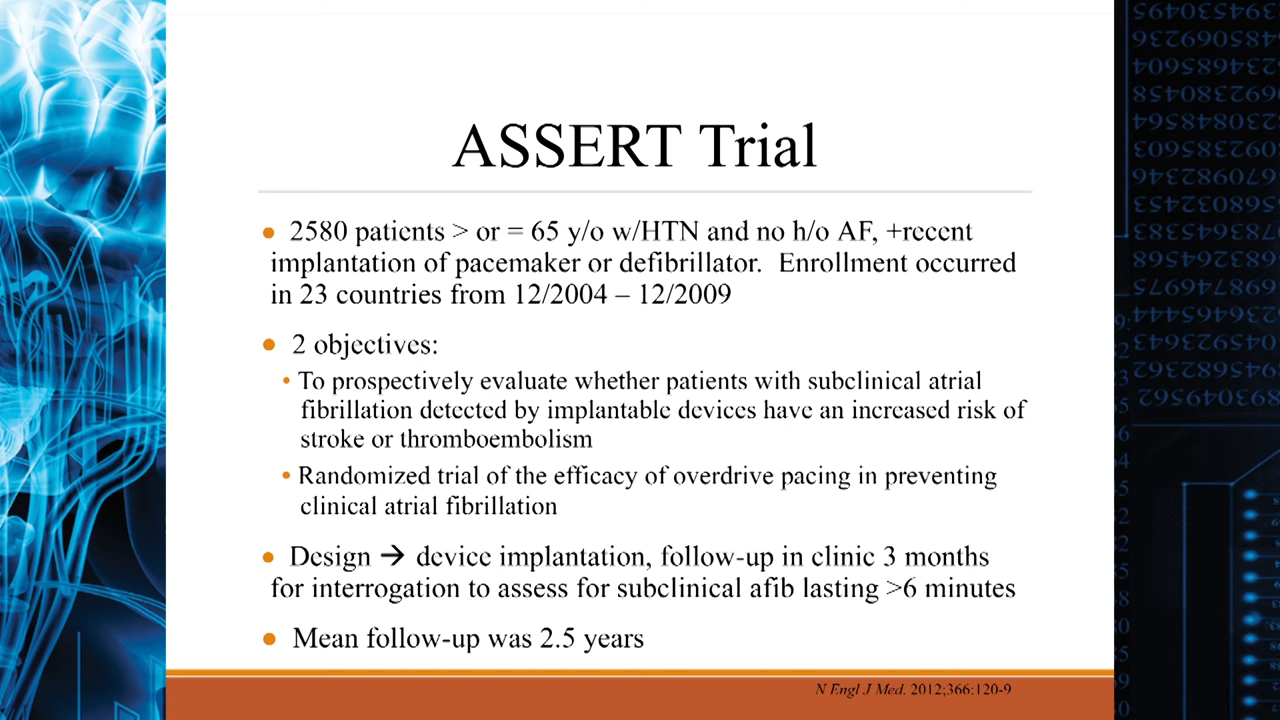 ASSERT Trial
• 2580 patients > or = 65 y/o w/HTN and no h/o AF, +recent
implantation of pacemaker or defibrillator. Enrollment occurred
in 23 countries from 12/2004 – 12/2009
• 2 objectives:
• To prospectively evaluate whether patients with subclinical atrial
fibrillation detected by implantable devices have an increased risk of
stroke or thromboembolism
• Randomized trial of the efficacy of overdrive pacing in preventing
clinical atrial fibrillation
• Design → device implantation, follow-up in clinic 3 months
for interrogation to assess for subclinical afib lasting >6 minutes
• Mean follow-up was 2.5 years
N Engl J Med. 2012;366:120-9